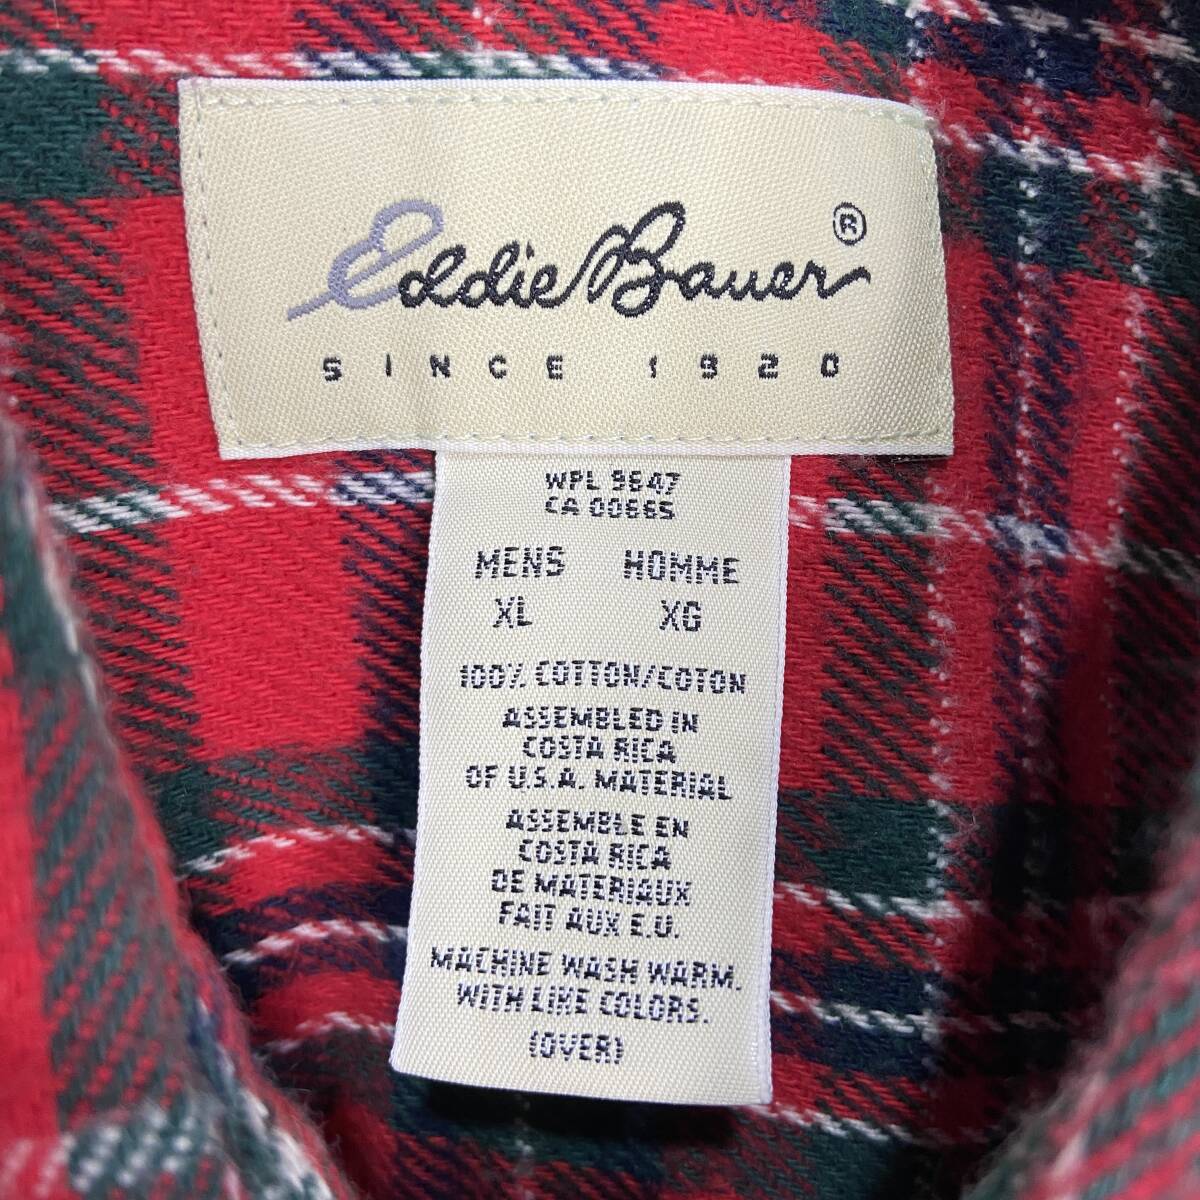 Eddie Bauer®
SINCE 1920
WPL 9647
CA 00665
MENS HOMME
XL XG
100% COTTON/COTON
ASSEMBLED IN
COSTA RICA
OF U.S.A. MATERIAL
ASSEMBLE EN
COSTA RICA
DE MATERIAUX
FAIT AUX E.U.
MACHINE WASH WARM.
WITH LIKE COLORS.
(OVER)